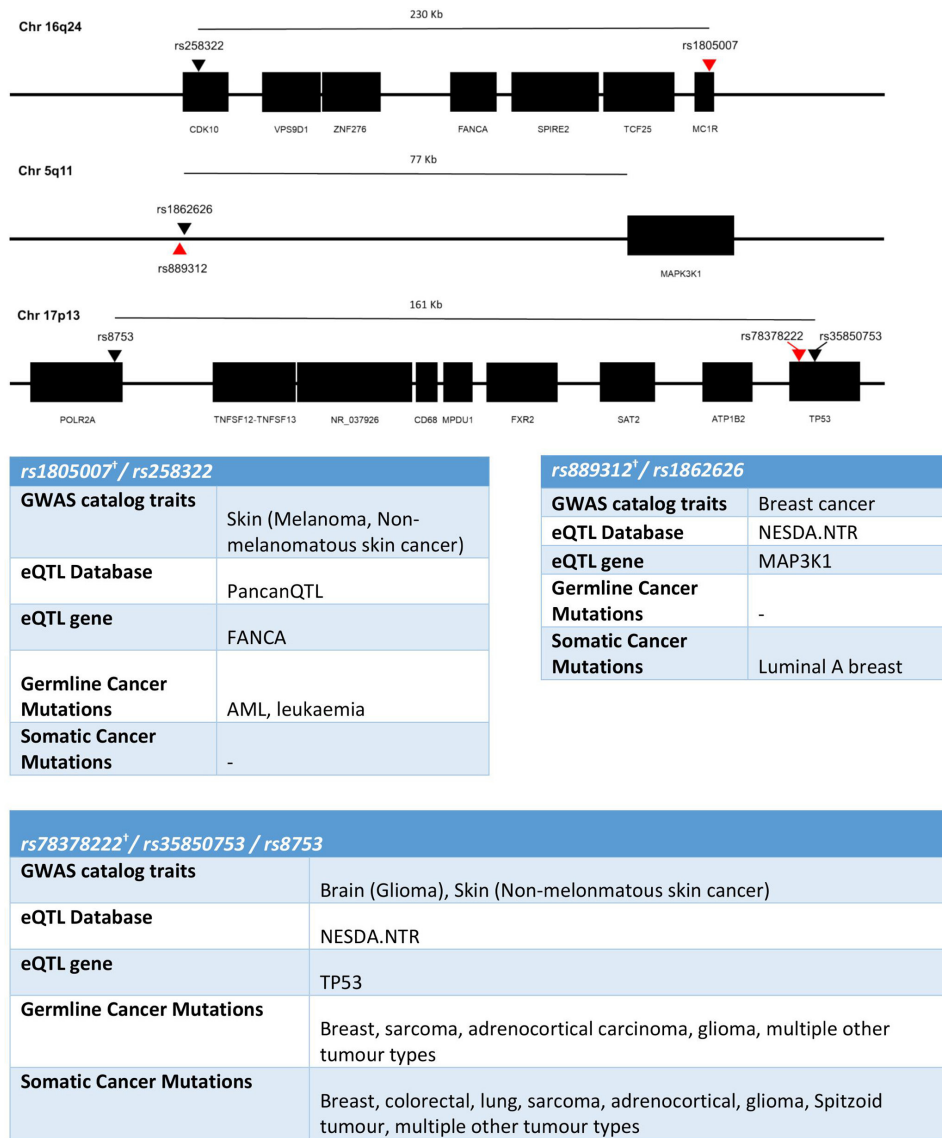 230 Kb
Chr 16q24
rs258322
rs1805007
CDK10
VPS9D1
ZNF276
FANCA
SPIRE2
TCF25
MC1R
77 Kb
Chr 5q11
rs1862626
rs889312
MAPK3K1
161 Kb
Chr 17p13
rs8753
rs78378222
rs35850753
POLR2A
TNFSF12-TNFSF13
NR_037926
CD68
MPDU1
FXR2
SAT2
ATP1B2
TP53
rs1805007†/ rs258322
GWAS catalog traits
Skin (Melanoma, Non-
melanomatous skin cancer)
eQTL Database
PancanQTL
eQTL gene
FANCA
Germline Cancer
Mutations
AML, leukaemia
Somatic Cancer
Mutations
-
rs889312†/ rs1862626
GWAS catalog traits
Breast cancer
eQTL Database
NESDA.NTR
eQTL gene
MAP3K1
Germline Cancer
Mutations
-
Somatic Cancer
Mutations
Luminal A breast
rs78378222†/ rs35850753 / rs8753
GWAS catalog traits
Brain (Glioma), Skin (Non-melonmatous skin cancer)
eQTL Database
NESDA.NTR
eQTL gene
TP53
Germline Cancer Mutations
Breast, sarcoma, adrenocortical carcinoma, glioma, multiple other
tumour types
Somatic Cancer Mutations
Breast, colorectal, lung, sarcoma, adrenocortical, glioma, Spitzoid
tumour, multiple other tumour types